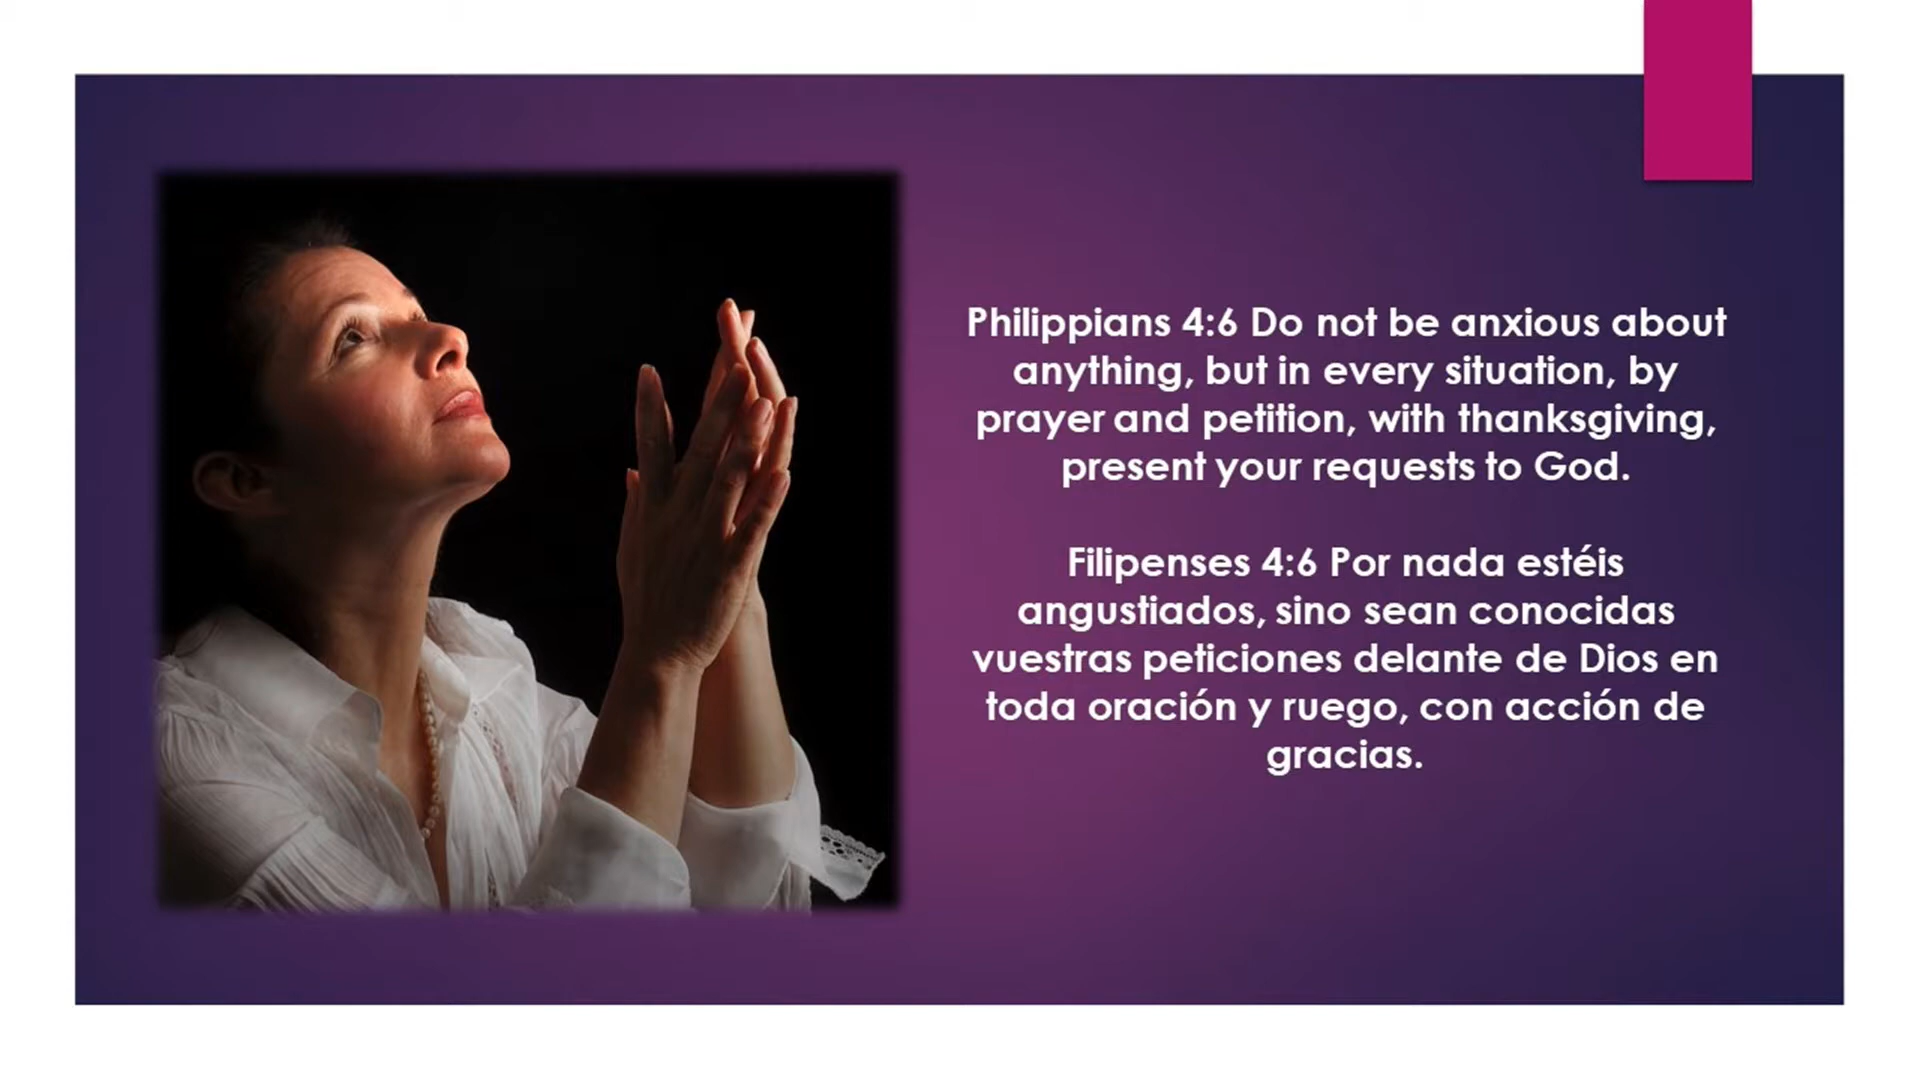 Philippians 4:6 Do not be anxious about
anything, but in every situation, by
prayer and petition, with thanksgiving,
present your requests to God.
Filipenses 4:6 Por nada estéis
angustiados, sino sean conocidas
vuestras peticiones delante de Dios en
toda oración y ruego, con acción de
gracias.